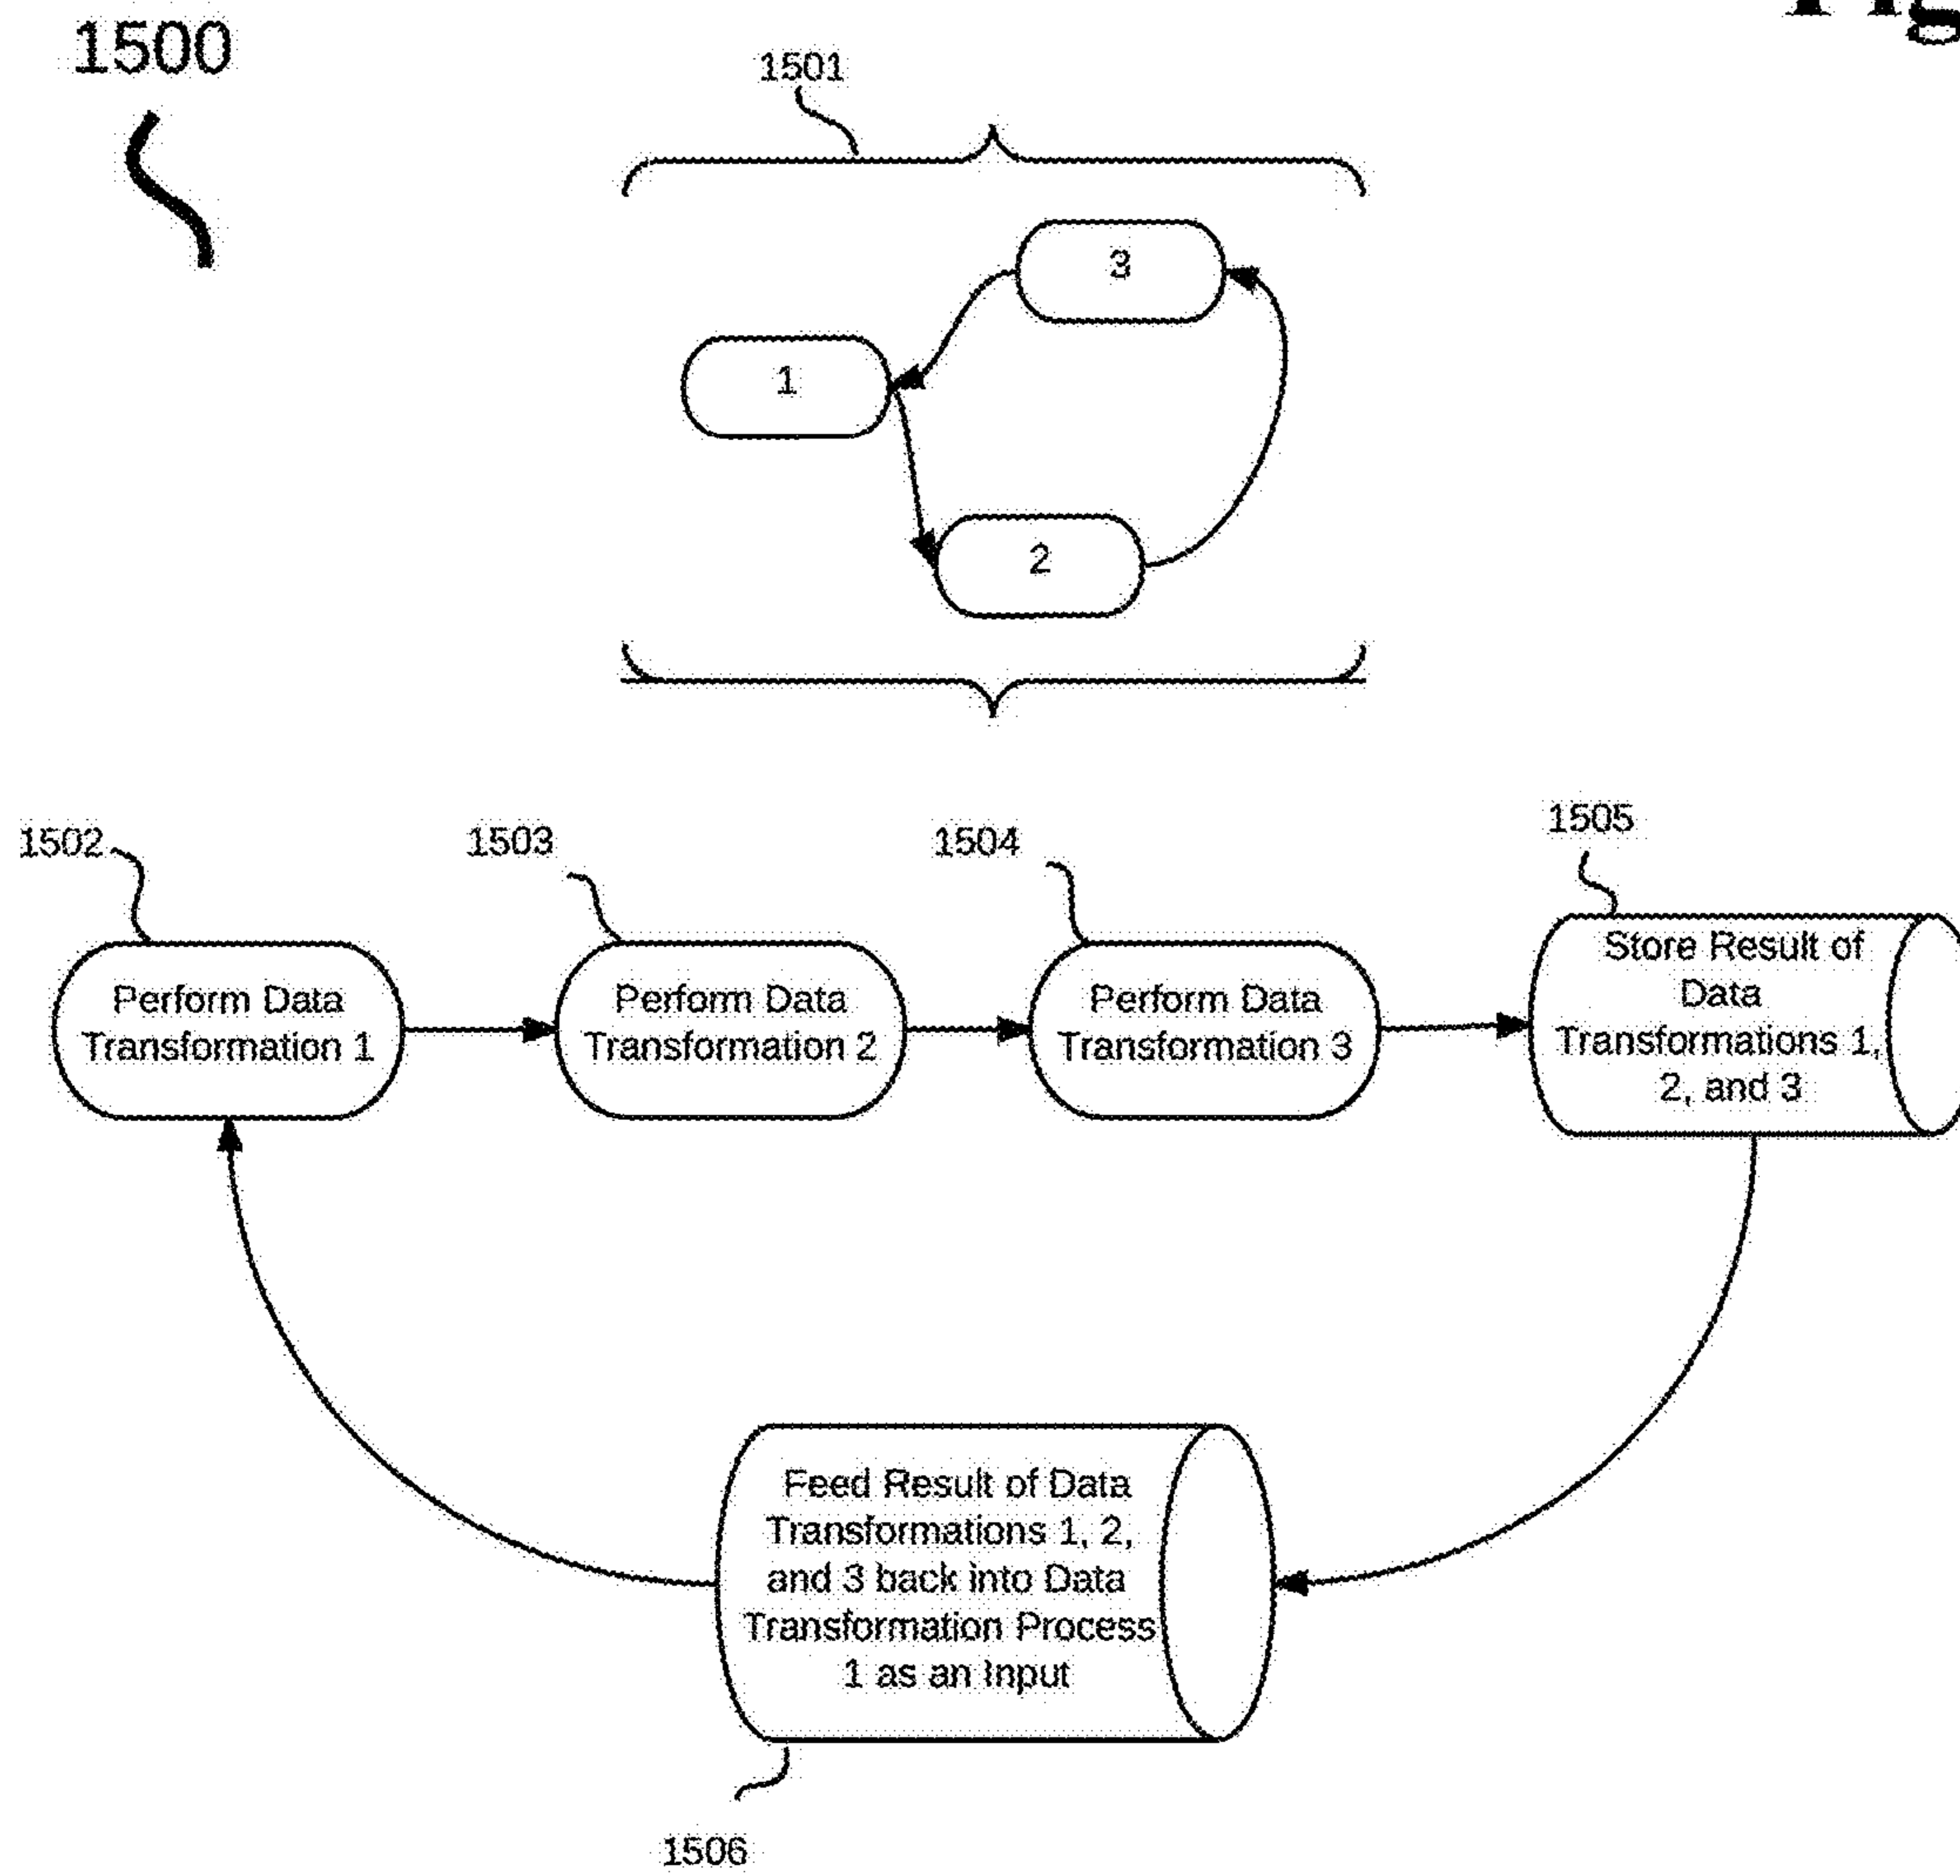 1500
1501
3
1
2
1502
1503
1504
1505
Perform Data
Transformation 1
Perform Data
Transformation 2
Perform Data
Transformation 3
Store Result of
Data
Transformations 1,
2, and 3
Feed Result of Data
Transformations 1, 2,
and 3 back into Data
Transformation Process
1 as an Input
1506